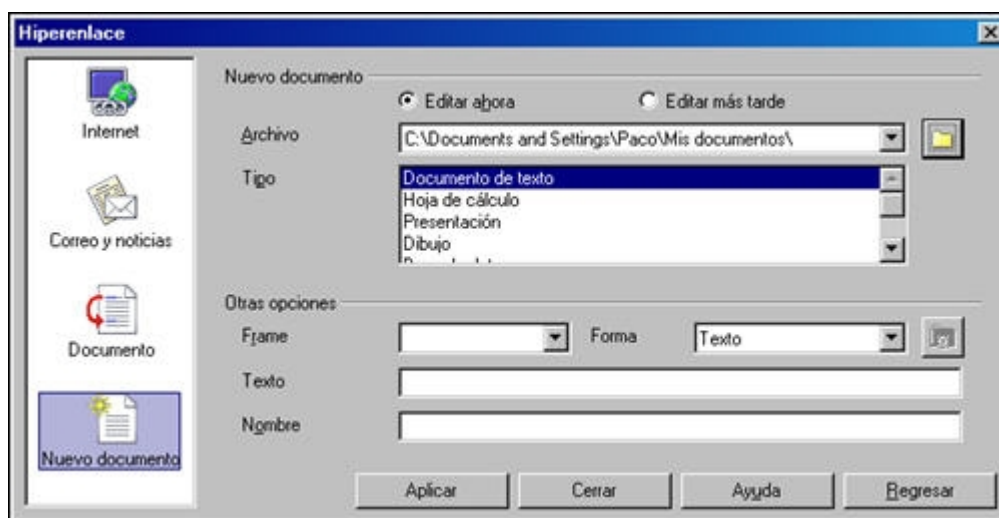 Hiperenlace
Internet
Correo y noticias
Documento
Nuevo documento
Nuevo documento
Editar ahora
Editar más tarde
Archivo
C:\Documents and Settings\Paco\Mis documentos\
Tipo
Documento de texto
Hoja de cálculo
Presentación
Dibujo
Otras opciones
Frame
Forma
Texto
Texto
Nombre
Aplicar
Cerrar
Ayuda
Regresar